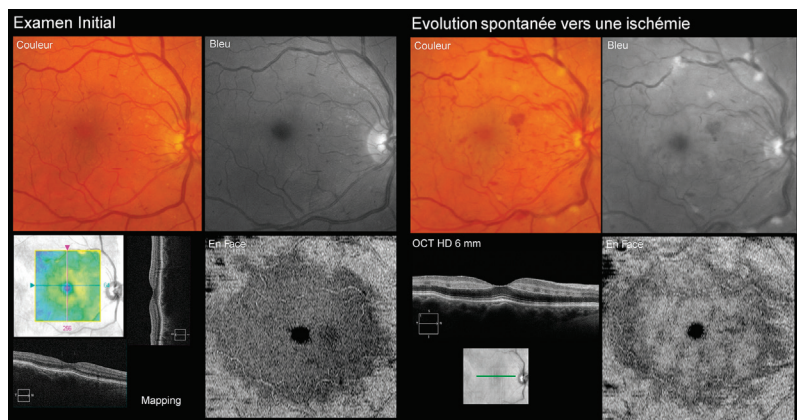 Examen Initial
Couleur
Bleu
En Face
296
Mapping
Evolution spontanée vers une ischémie
Couleur
Bleu
OCT HD 6 mm
En Face